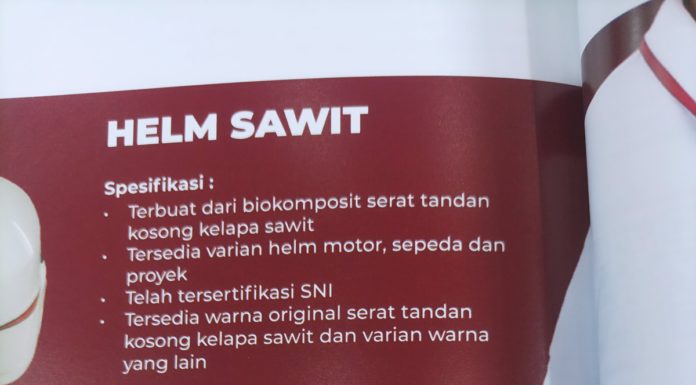 HELM SAWIT
Spesifikasi :
• Terbuat dari biokomposit serat tandan
kosong kelapa sawit
• Tersedia varian helm motor, sepeda dan
proyek
• Telah tersertifikasi SNI
• Tersedia warna original serat tandan
kosong kelapa sawit dan varian warna
yang lain